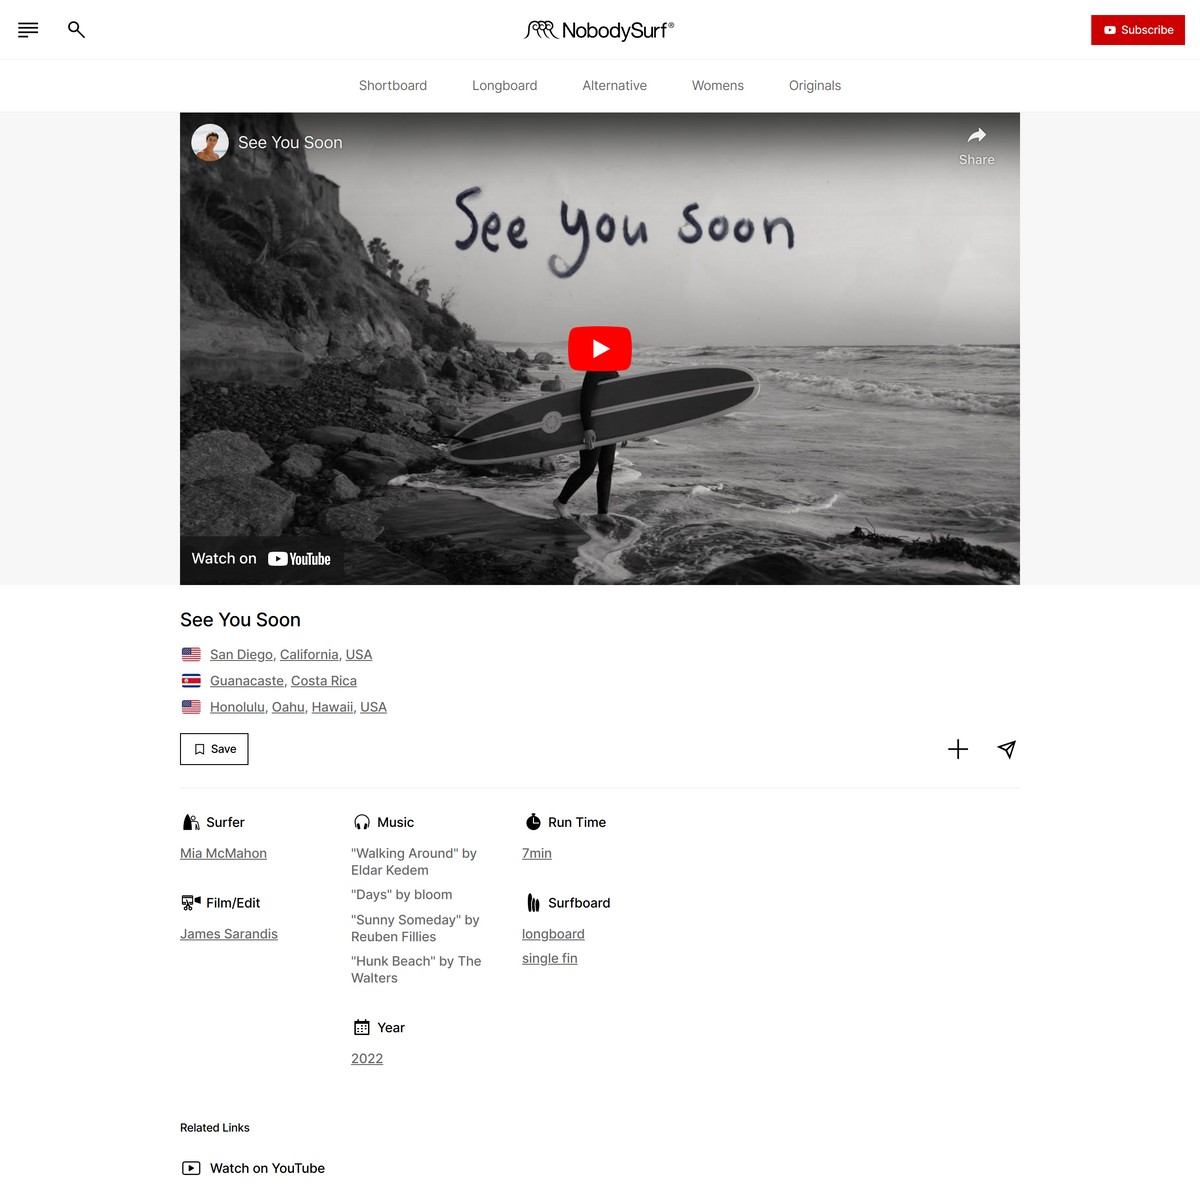 NobodySurf®
Subscribe
Shortboard Longboard Alternative Womens Originals
See You Soon
Share
See you soon
Watch on YouTube
See You Soon
San Diego, California, USA
Guanacaste, Costa Rica
Honolulu, Oahu, Hawaii, USA
Save
Surfer
Mia McMahon
Film/Edit
James Sarandis
Music
"Walking Around" by
Eldar Kedem
"Days" by bloom
"Sunny Someday" by
Reuben Fillies
"Hunk Beach" by The
Walters
Year
2022
Run Time
7min
Surfboard
longboard
single fin
Related Links
Watch on YouTube